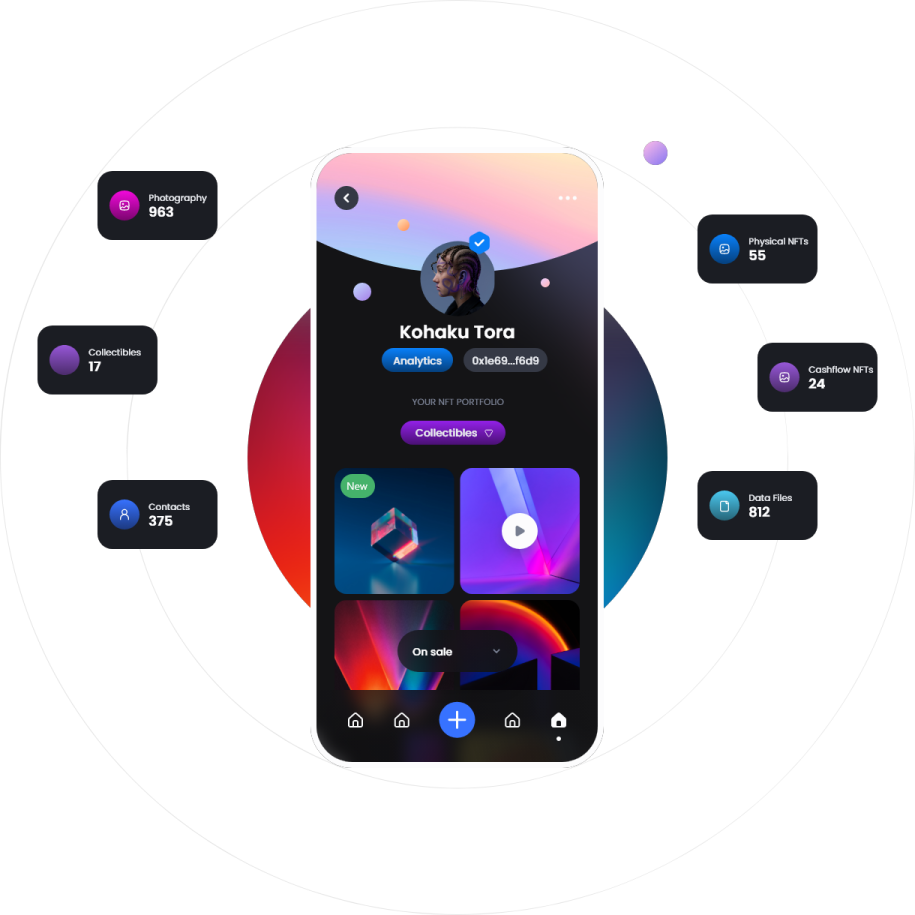 Photography
963
Collectibles
17
Contacts
375
Kohaku Tora
Analytics
0x1e69...f6d9
YOUR NFT PORTFOLIO
Collectibles
New
On sale
Physical NFTs
55
Cashflow NFTs
24
Data Files
812